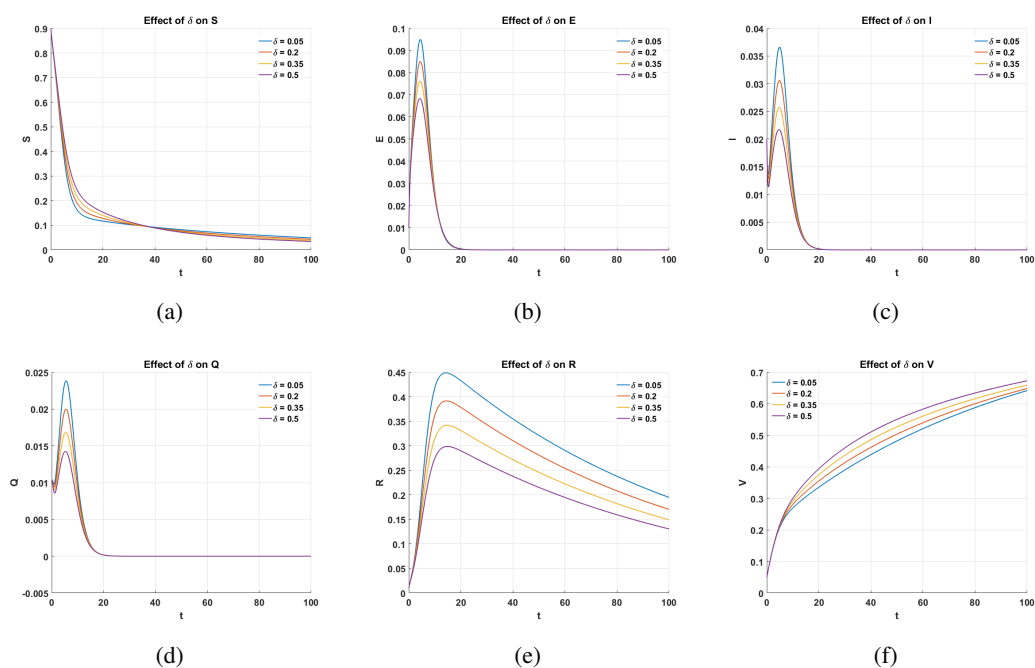 Effect of δ on S
0.9
0.8
0.7
0.6
0.5
0.4
0.3
0.2
0.1
0
S
0 20 40 60 80 100
t
δ = 0.05
δ = 0.2
δ = 0.35
δ = 0.5
(a)
Effect of δ on E
0.1
0.09
0.08
0.07
0.06
0.05
0.04
0.03
0.02
0.01
0
E
0 20 40 60 80 100
t
δ = 0.05
δ = 0.2
δ = 0.35
δ = 0.5
(b)
Effect of δ on I
0.04
0.035
0.03
0.025
0.02
0.015
0.01
0.005
0
I
0 20 40 60 80 100
t
δ = 0.05
δ = 0.2
δ = 0.35
δ = 0.5
(c)
Effect of δ on Q
0.025
0.02
0.015
0.01
0.005
0
-0.005
Q
0 20 40 60 80 100
t
δ = 0.05
δ = 0.2
δ = 0.35
δ = 0.5
(d)
Effect of δ on R
0.45
0.4
0.35
0.3
0.25
0.2
0.15
0.1
0.05
0
R
0 20 40 60 80 100
t
δ = 0.05
δ = 0.2
δ = 0.35
δ = 0.5
(e)
Effect of δ on V
0.7
0.6
0.5
0.4
0.3
0.2
0.1
0
V
0 20 40 60 80 100
t
δ = 0.05
δ = 0.2
δ = 0.35
δ = 0.5
(f)